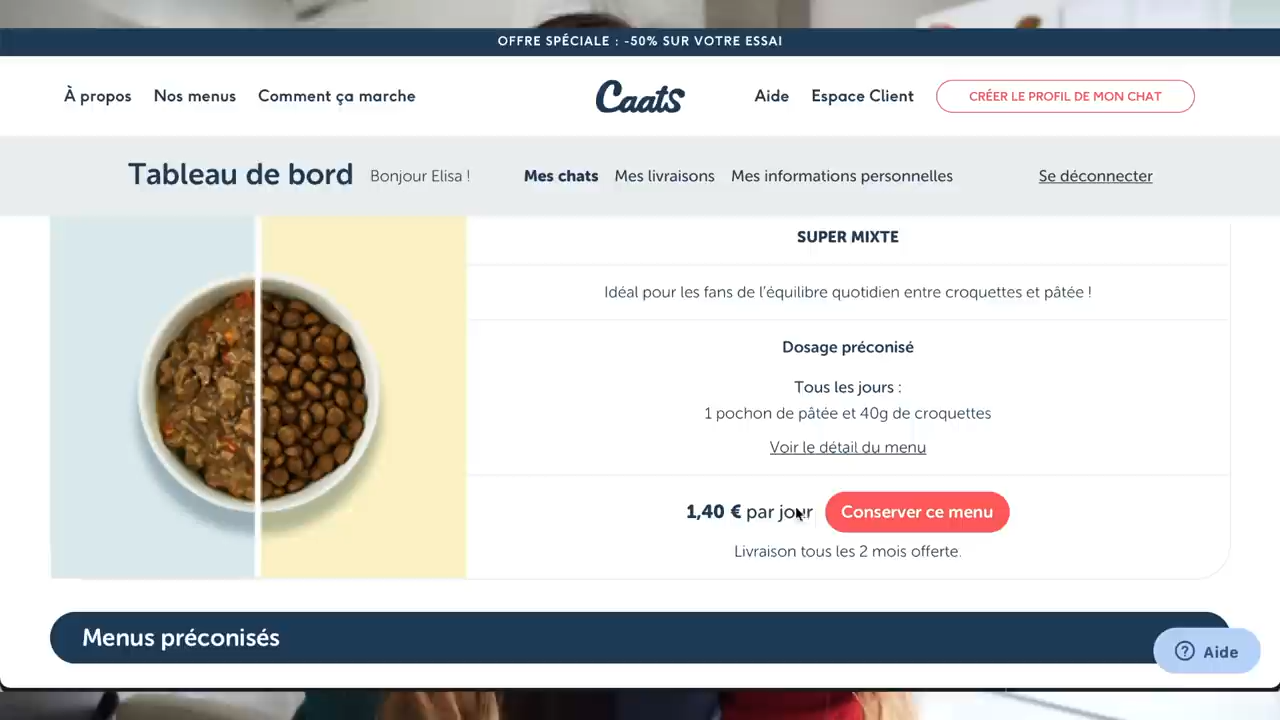 OFFRE SPÉCIALE : -50% SUR VOTRE ESSAI
À propos Nos menus Comment ça marche Caats Aide Espace Client CRÉER LE PROFIL DE MON CHAT
Tableau de bord Bonjour Elisa ! Mes chats Mes livraisons Mes informations personnelles Se déconnecter
SUPER MIXTE
Idéal pour les fans de l'équilibre quotidien entre croquettes et pâtée !
Dosage préconisé
Tous les jours :
1 pochon de pâtée et 40g de croquettes
Voir le détail du menu
1,40 € par jour Conserver ce menu
Livraison tous les 2 mois offerte.
Menus préconisés
Aide